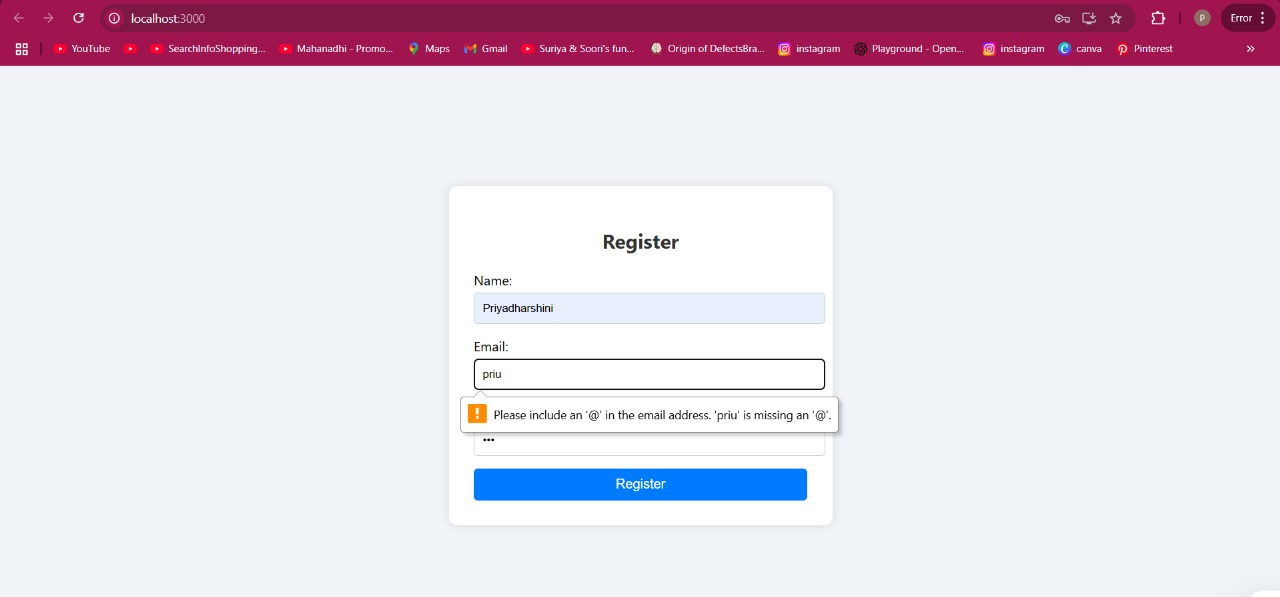 localhost:3000
P
Error
YouTube
SearchInfoShopping...
Mahanadhi - Promo...
Maps
Gmail
Suriya & Soori's fun...
Origin of DefectsBra...
instagram
Playground - Open...
instagram
canva
Pinterest
»
Register
Name:
Priyadharshini
Email:
priu
Please include an '@' in the email address. 'priu' is missing an '@'.
•••
Register